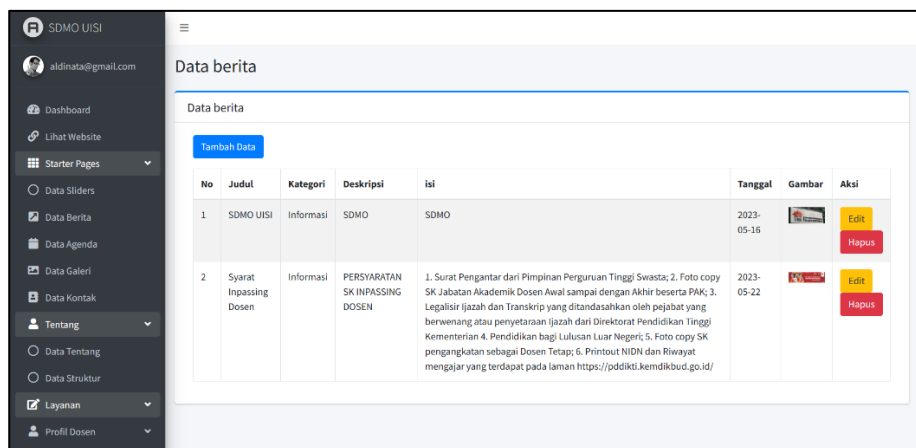 SDMO UISI
aldinata@gmail.com
Dashboard
Lihat Website
Starter Pages
Data Sliders
Data Berita
Data Agenda
Data Galeri
Data Kontak
Tentang
Data Tentang
Data Struktur
Layanan
Profil Dosen
Data berita
Data berita
Tambah Data
No Judul Kategori Deskripsi isi Tanggal Gambar Aksi
1 SDMO UISI Informasi SDMO SDMO 2023-
05-16
Edit
Hapus
2 Syarat Informasi PERSYARATAN 1. Surat Pengantar dari Pimpinan Perguruan Tinggi Swasta; 2. Foto copy 2023-
Inpassing SK INPASSING SK Jabatan Akademik Dosen Awal sampai dengan Akhir beserta PAK; 3. 05-22
Dosen DOSEN Legalisir Ijazah dan Transkrip yang ditandasahkan oleh pejabat yang
berwenang atau penyetaraan Ijazah dari Direktorat Pendidikan Tinggi
Kementerian 4. Pendidikan bagi Lulusan Luar Negeri; 5. Foto copy SK
pengangkatan sebagai Dosen Tetap; 6. Printout NIDN dan Riwayat
mengajar yang terdapat pada laman https://pddikti.kemdikbud.go.id/
Edit
Hapus